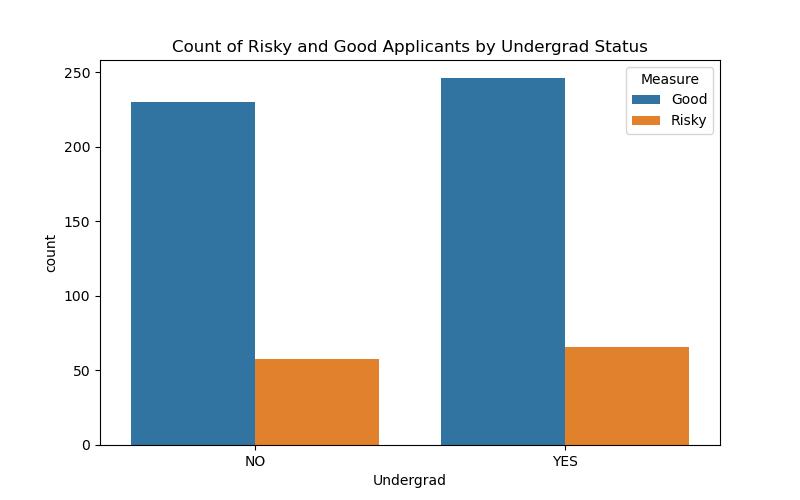 Count of Risky and Good Applicants by Undergrad Status
Measure
Good
Risky
250
200
150
100
50
0
count
NO
YES
Undergrad